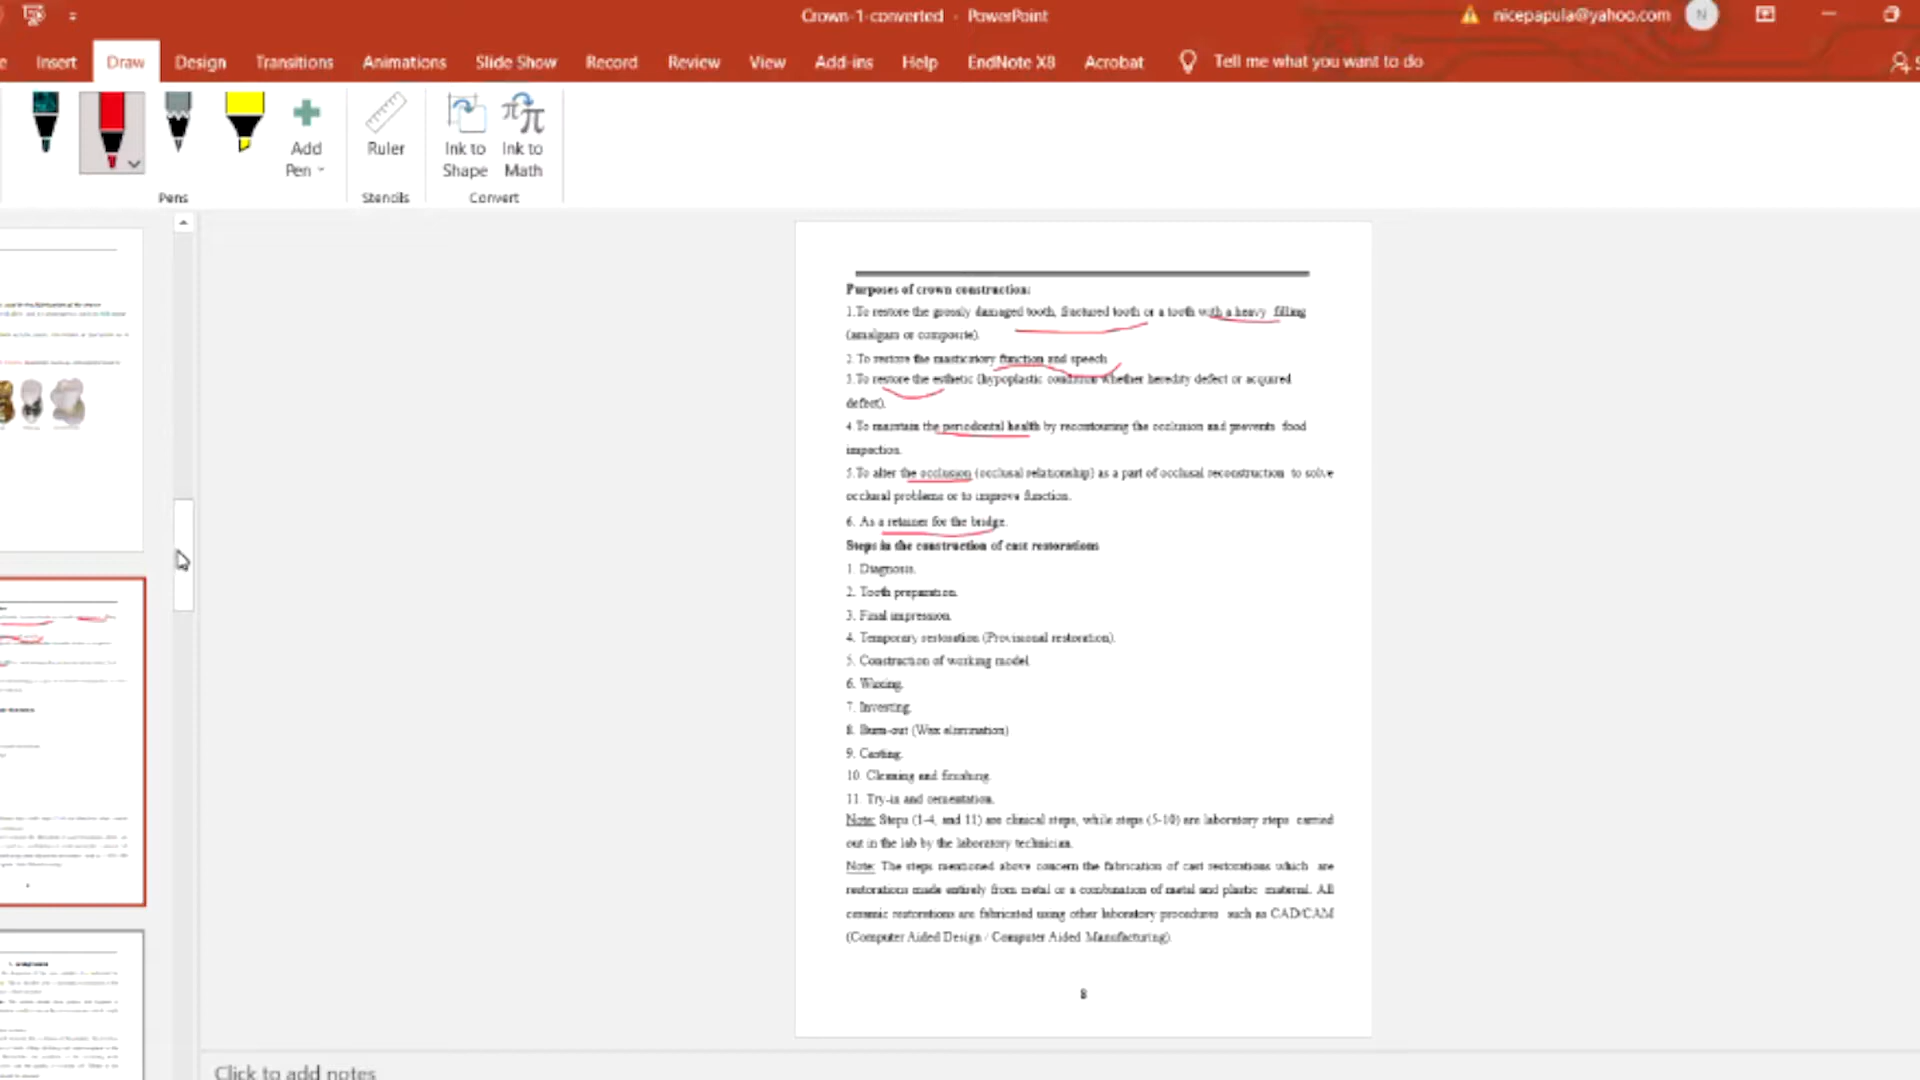 Crown-1-converted - PowerPoint
nicepapula@yahoo.com
N
Insert
Draw
Design
Transitions
Animations
Slide Show
Record
Review
View
Add-ins
Help
EndNote X8
Acrobat
Tell me what you want to do
Add
Pen
Ruler
Ink to
Shape
Ink to
Math
Pens
Stencils
Convert
Purposes of crown construction:
1.To restore the grossly damaged tooth, fractured tooth or a tooth with a heavy filling
(amalgam or composite).
2.To restore the masticatory function and speech
3.To restore the esthetic (hypoplastic condition whether heredity defect or acquired
defect).
4.To maintain the periodontal health by recontouring the occlusion and prevents food
impaction.
5.To alter the occlusion (occlusal relationship) as a part of occlusal reconstruction to solve
occlusal problems or to improve function.
6. As a retainer for the bridge.
Steps in the construction of cast restorations
1. Diagnosis.
2. Tooth preparation.
3. Final impression.
4. Temporary restoration (Provisional restoration).
5. Construction of working model
6. Waxing.
7. Investing.
8. Burn-out (Wax elimination)
9. Casting.
10. Cleaning and finishing.
11. Try-in and cementation.
Note: Steps (1-4, and 11) are clinical steps, while steps (5-10) are laboratory steps carried
out in the lab by the laboratory technician.
Note: The steps mentioned above concern the fabrication of cast restorations which are
restorations made entirely from metal or a combination of metal and plastic material. All
ceramic restorations are fabricated using other laboratory procedures such as CAD/CAM
(Computer Aided Design / Computer Aided Manufacturing).
8
Click to add notes